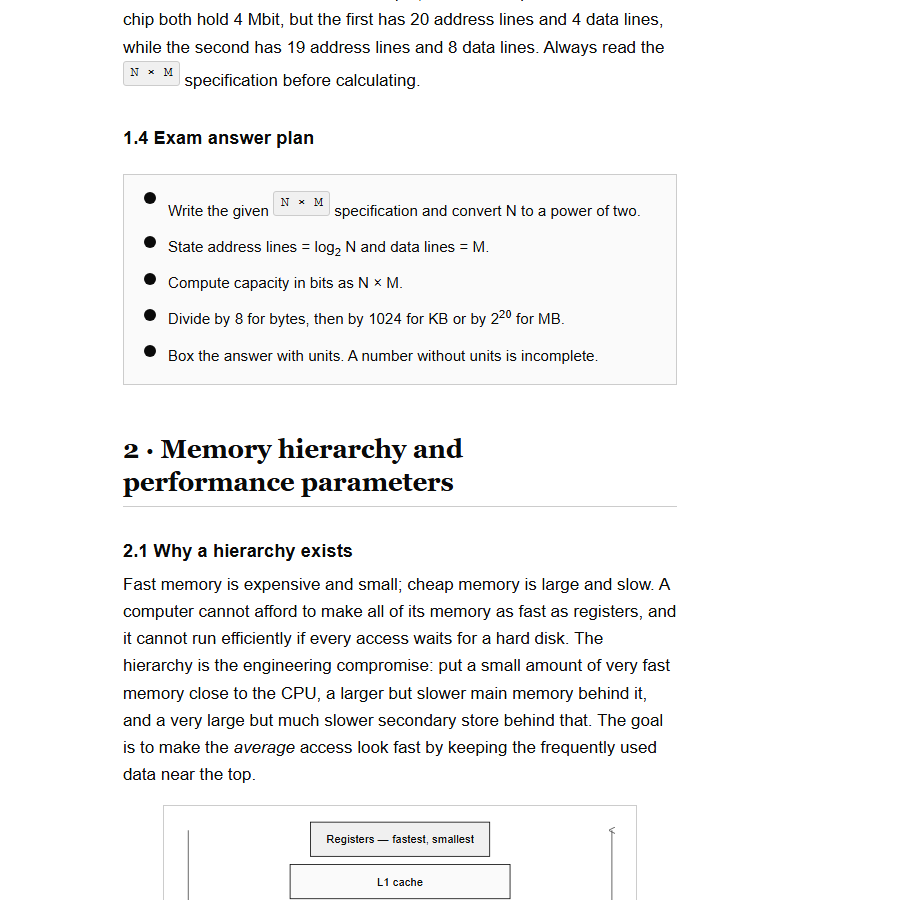 chip both hold 4 Mbit, but the first has 20 address lines and 4 data lines,
while the second has 19 address lines and 8 data lines. Always read the
N × M specification before calculating.
1.4 Exam answer plan
● Write the given N × M specification and convert N to a power of two.
● State address lines = log₂ N and data lines = M.
● Compute capacity in bits as N × M.
● Divide by 8 for bytes, then by 1024 for KB or by 2²⁰ for MB.
● Box the answer with units. A number without units is incomplete.
2 · Memory hierarchy and
performance parameters
2.1 Why a hierarchy exists
Fast memory is expensive and small; cheap memory is large and slow. A
computer cannot afford to make all of its memory as fast as registers, and
it cannot run efficiently if every access waits for a hard disk. The
hierarchy is the engineering compromise: put a small amount of very fast
memory close to the CPU, a larger but slower main memory behind it,
and a very large but much slower secondary store behind that. The goal
is to make the average access look fast by keeping the frequently used
data near the top.
Registers — fastest, smallest
L1 cache